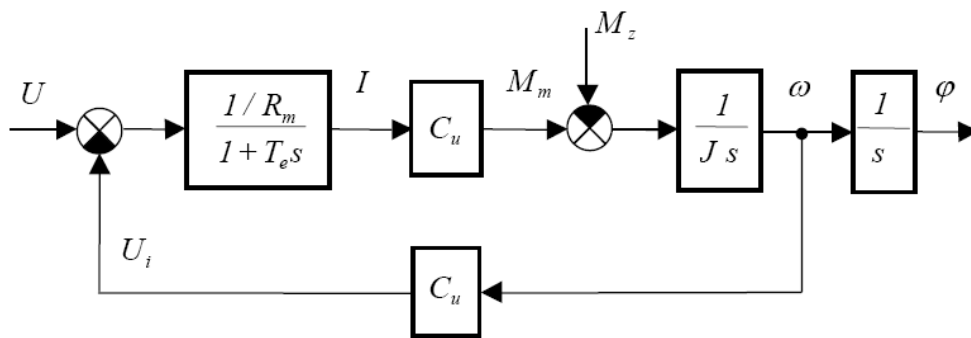 U
1 / R_m
1 + T_e s
I
C_u
M_m
M_z
1
J s
ω
1
s
φ
U_i
C_u